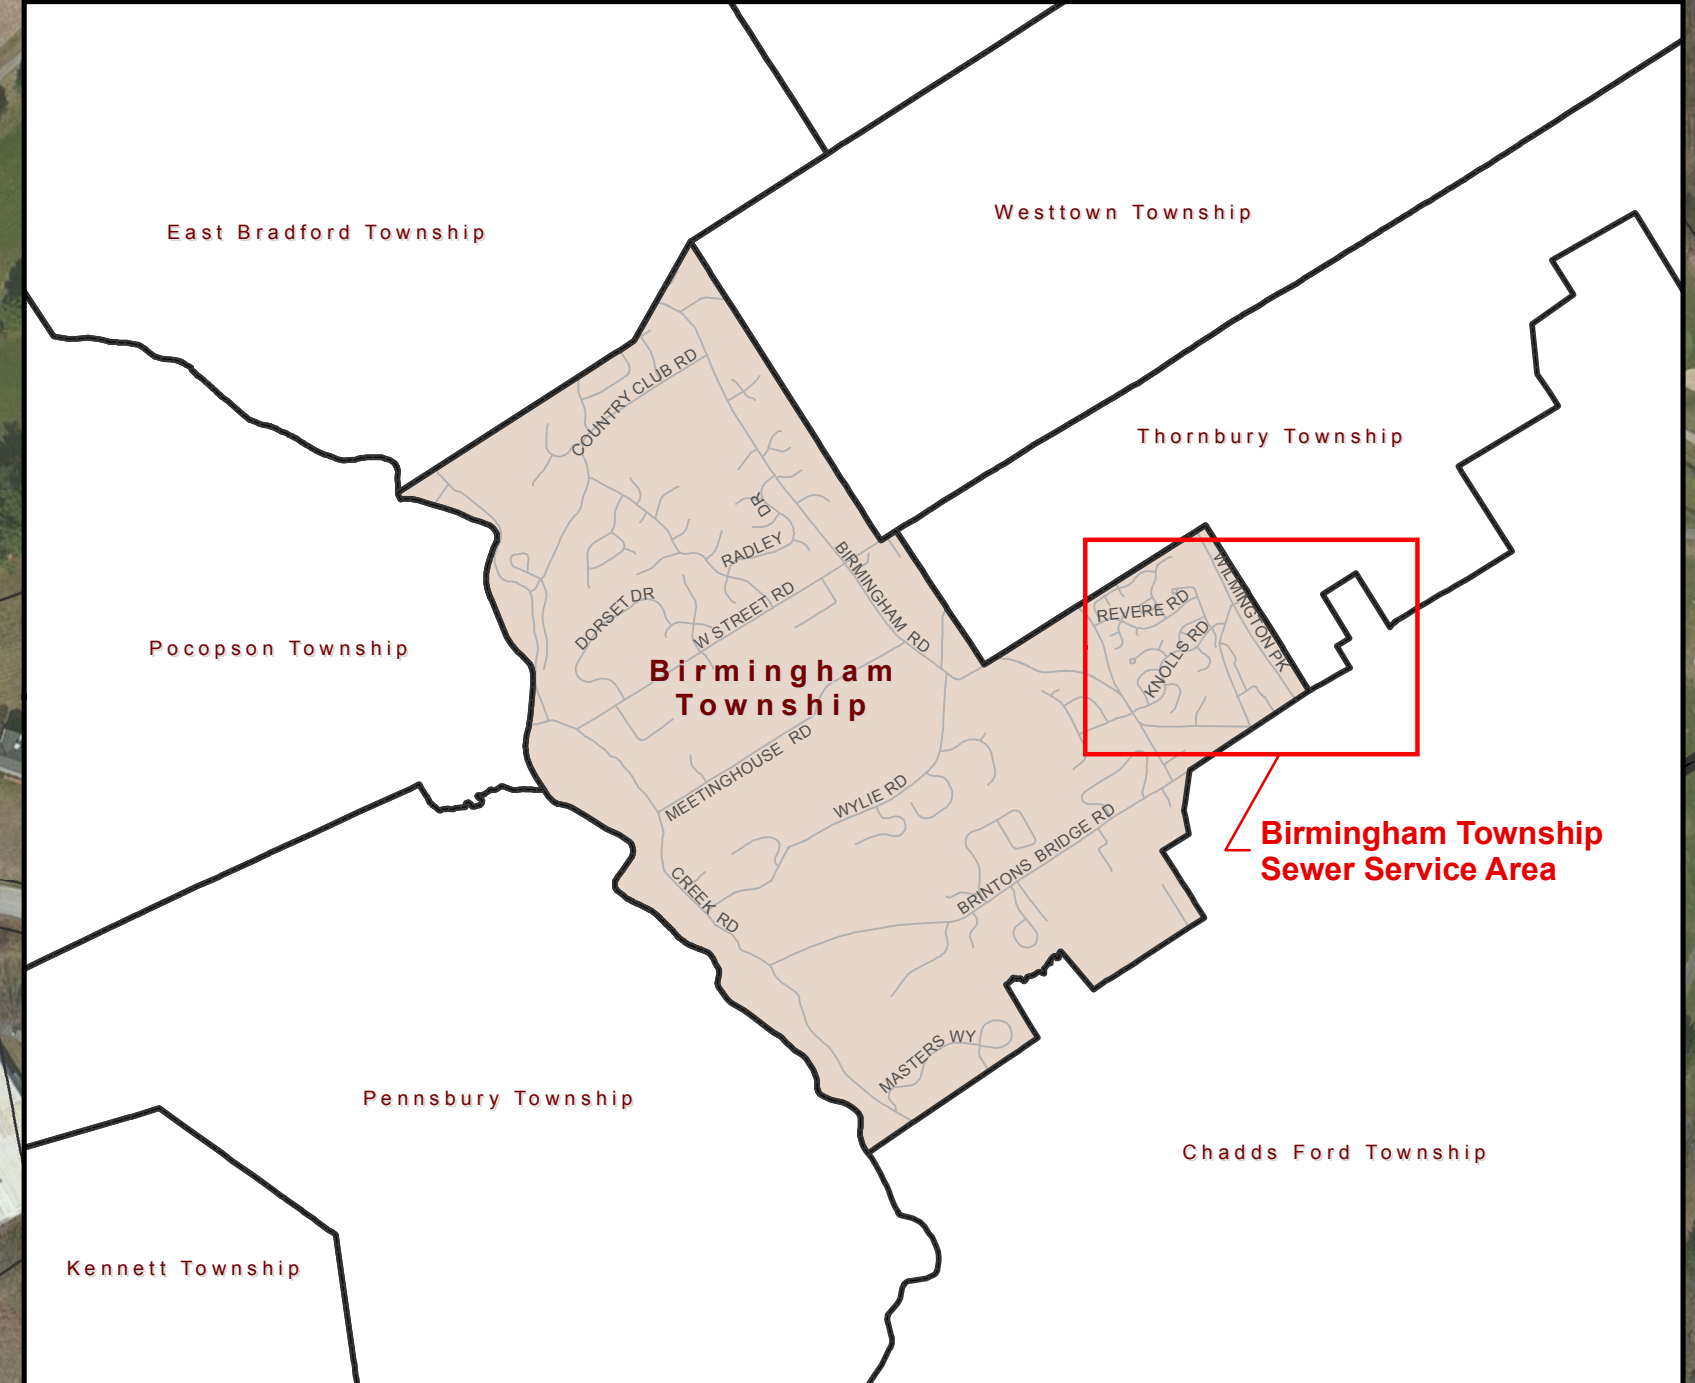 Westtown Township
East Bradford Township
COUNTRY CLUB RD
Thornbury Township
RADLEY DR
BIRMINGHAM RD
WILMINGTON PK
DORSET DR
W STREET RD
REVERE RD
KNOLLS RD
Pocopson Township
Birmingham
Township
MEETINGHOUSE RD
WYLIE RD
BRINTONS BRIDGE RD
Birmingham Township
Sewer Service Area
CREEK RD
MASTERS WY
Pennsbury Township
Chadds Ford Township
Kennett Township